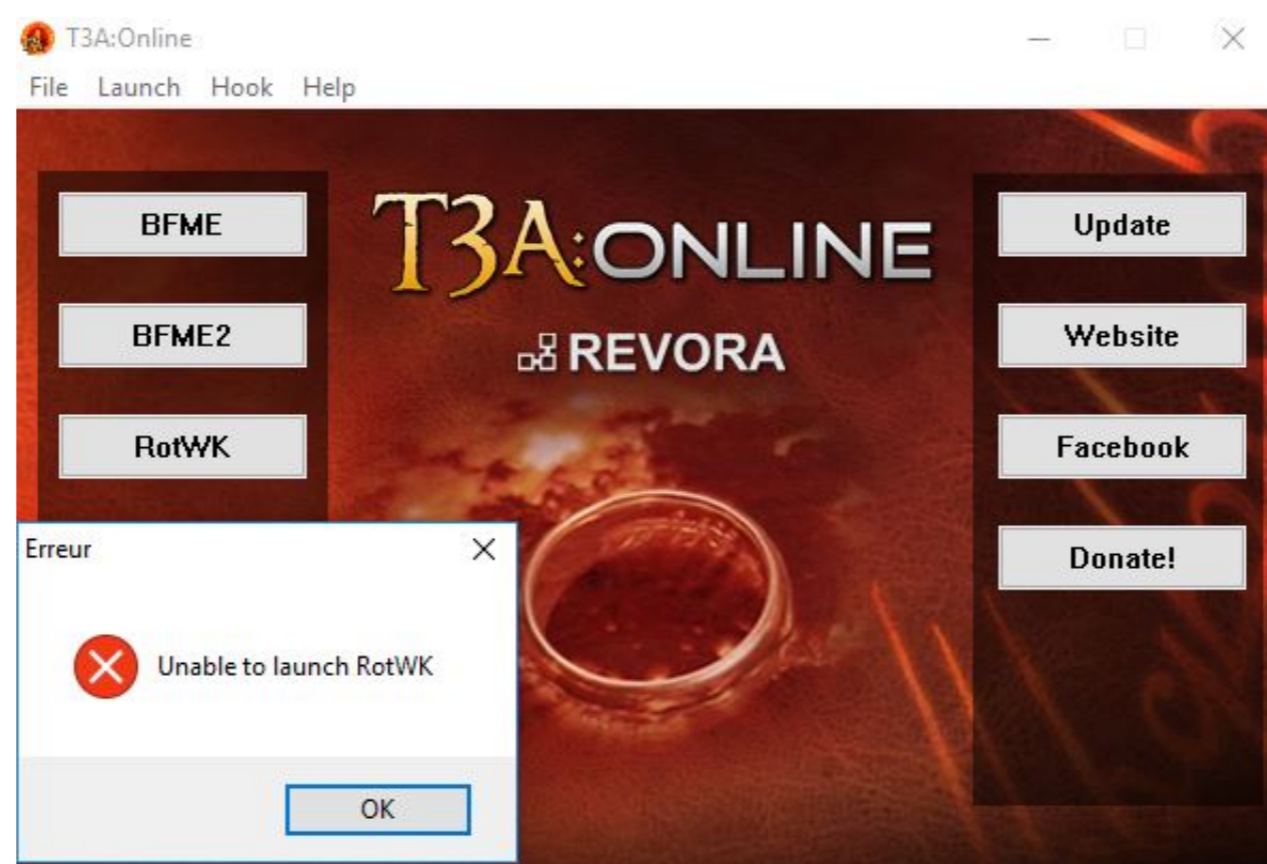 T3A:Online
File Launch Hook Help
BFME
BFME2
RotWK
T3A:ONLINE
REVORA
Update
Website
Facebook
Donate!
Erreur
Unable to launch RotWK
OK